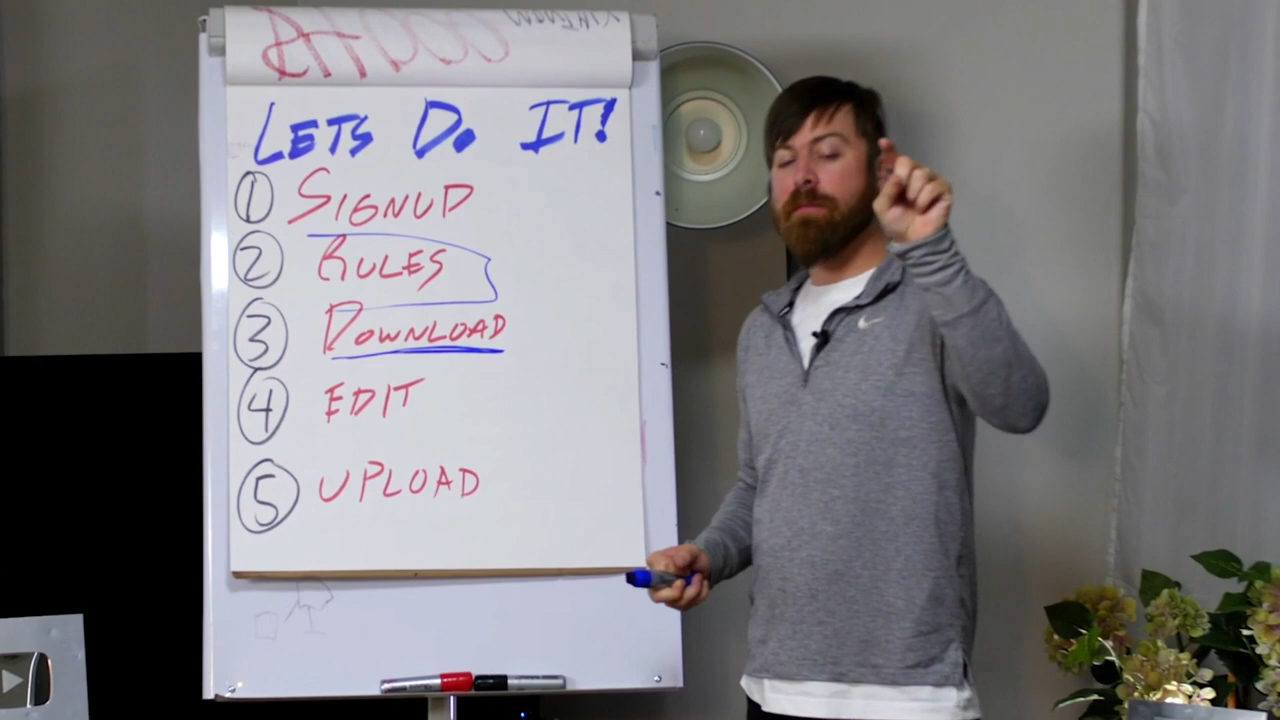 LETS DO IT!
1 SIGNUP
2 RULES
3 DOWNLOAD
4 EDIT
5 UPLOAD